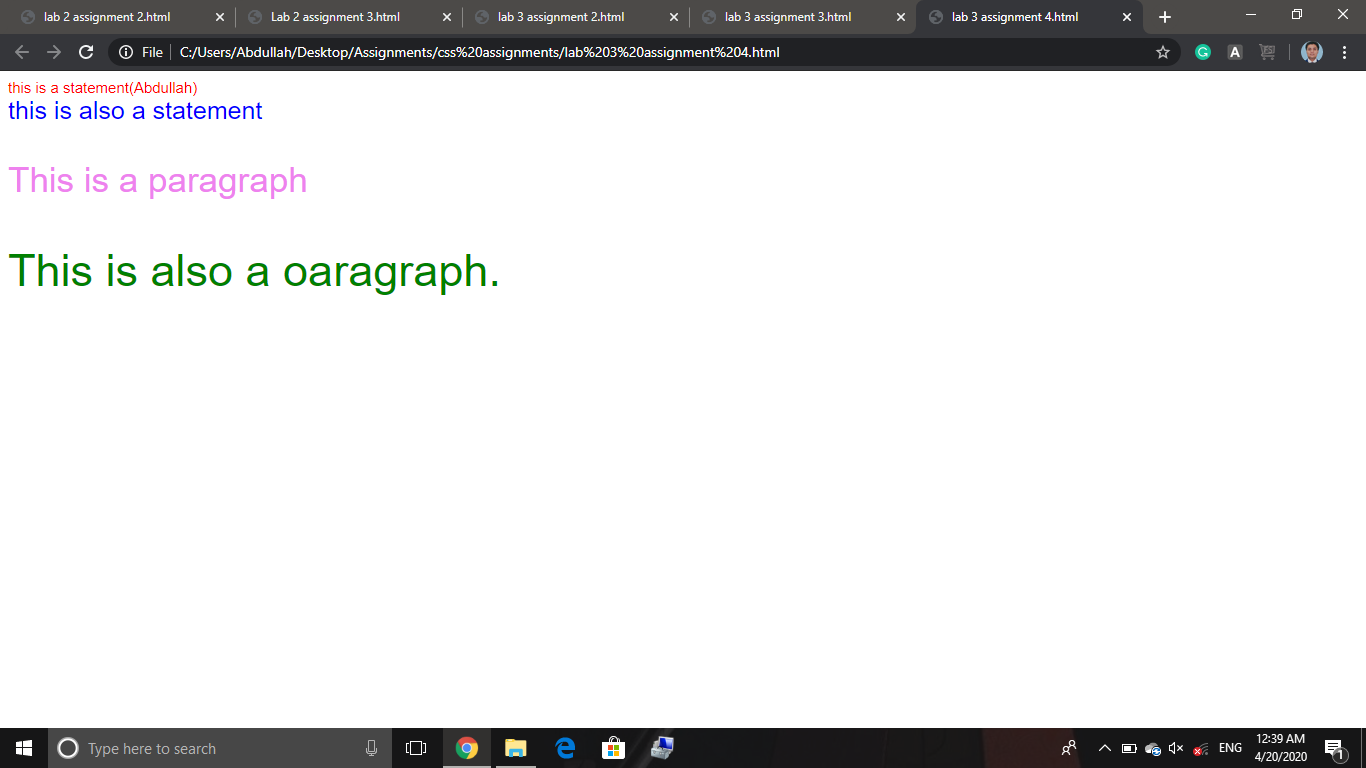 lab 2 assignment 2.html
Lab 2 assignment 3.html
lab 3 assignment 2.html
lab 3 assignment 3.html
lab 3 assignment 4.html
File
C:/Users/Abdullah/Desktop/Assignments/css%20assignments/lab%203%20assignment%204.html
this is a statement(Abdullah)
this is also a statement
This is a paragraph
This is also a oaragraph.
Type here to search
ENG
12:39 AM
4/20/2020
1